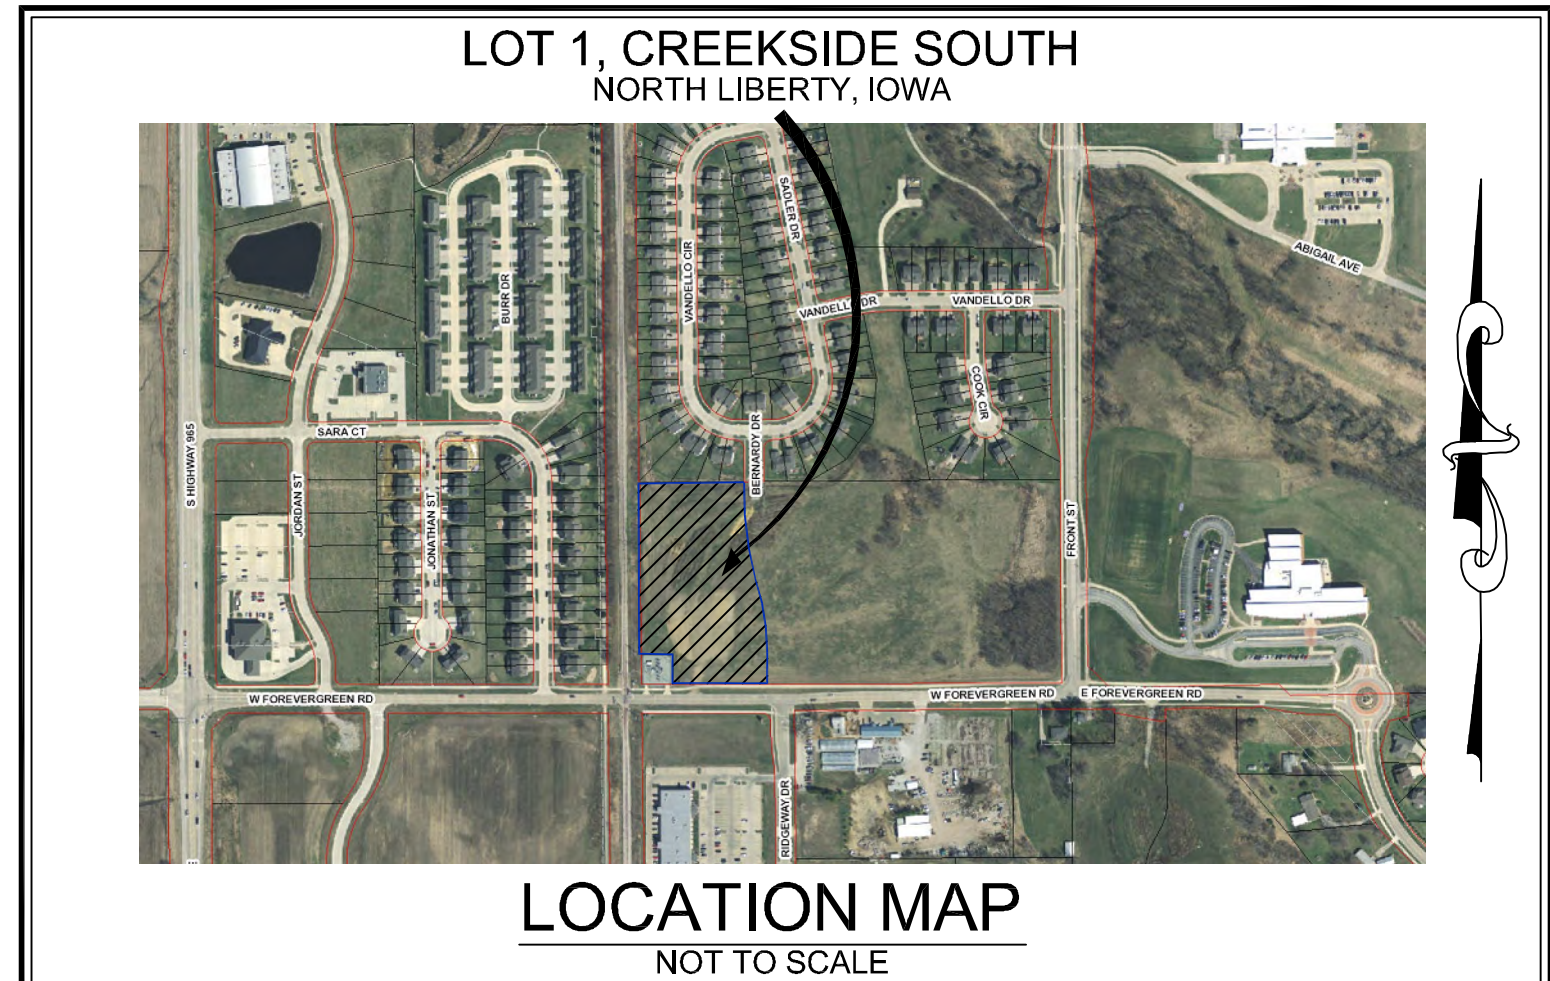 LOT 1, CREEKSIDE SOUTH
NORTH LIBERTY, IOWA
SADLER DR
VANDELLO CIR
BURR DR
ABIGAIL AVE
VANDELLO DR
VANDELLO DR
COOK CIR
S HIGHWAY 965
SARA CT
JORDAN ST
JONATHAN ST
BERNARDY DR
FRONT ST
W FOREVERGREEN RD
W FOREVERGREEN RD
E FOREVERGREEN RD
RIDGEWAY DR
LOCATION MAP
NOT TO SCALE